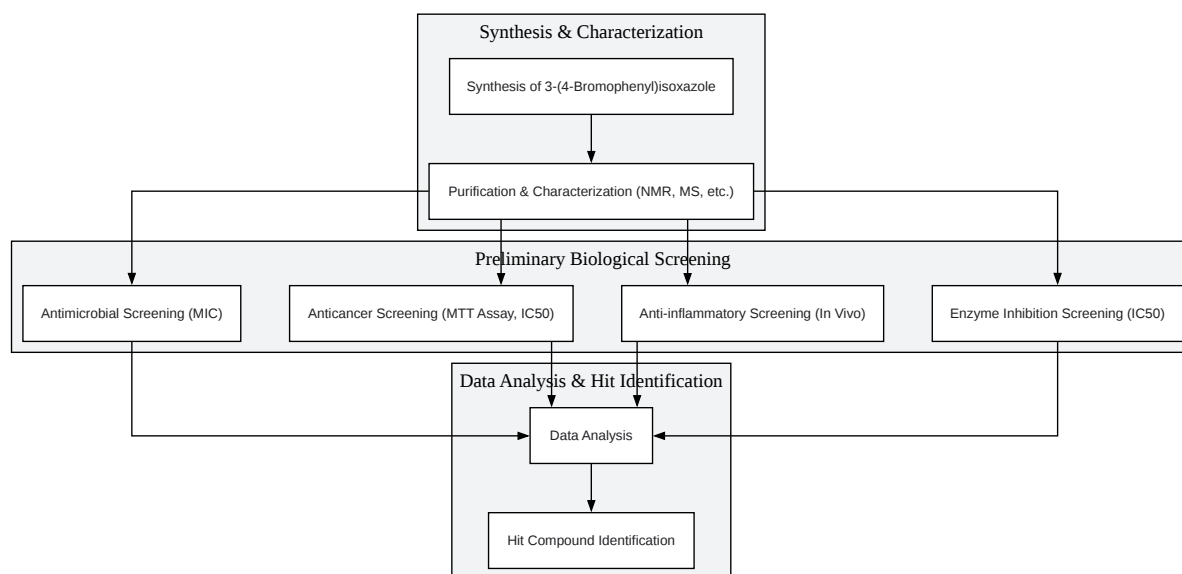 Synthesis & Characterization
Synthesis of 3-(4-Bromophenyl)isoxazole
Purification & Characterization (NMR, MS, etc.)
Preliminary Biological Screening
Antimicrobial Screening (MIC)
Anticancer Screening (MTT Assay, IC50)
Anti-inflammatory Screening (In Vivo)
Enzyme Inhibition Screening (IC50)
Data Analysis & Hit Identification
Data Analysis
Hit Compound Identification